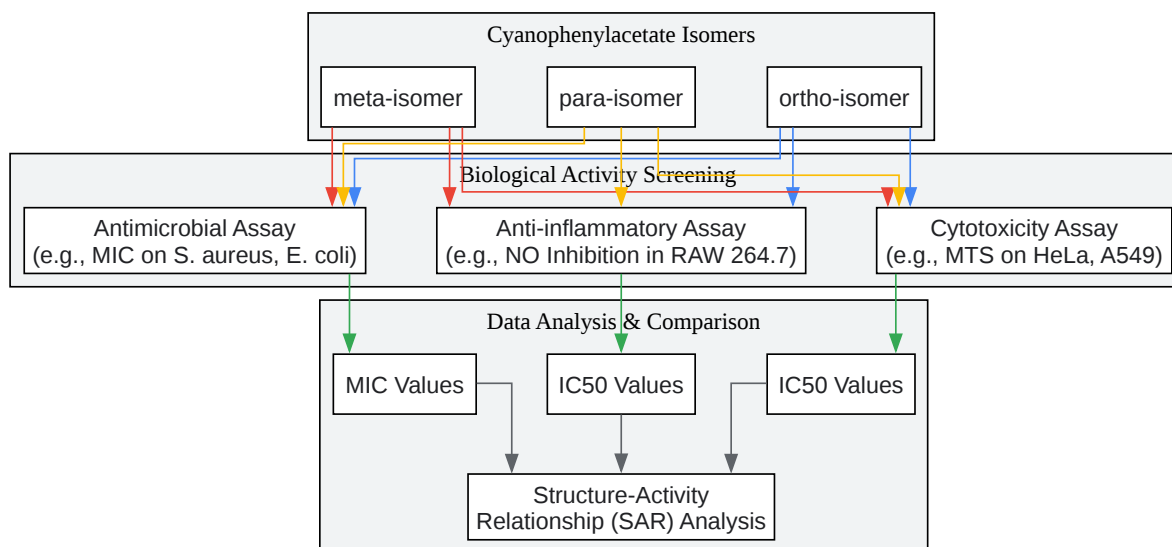 Cyanophenylacetate Isomers
meta-isomer
para-isomer
ortho-isomer
Biological Activity Screening
Antimicrobial Assay
(e.g., MIC on S. aureus, E. coli)
Anti-inflammatory Assay
(e.g., NO Inhibition in RAW 264.7)
Cytotoxicity Assay
(e.g., MTS on HeLa, A549)
Data Analysis & Comparison
MIC Values
IC50 Values
IC50 Values
Structure-Activity
Relationship (SAR) Analysis